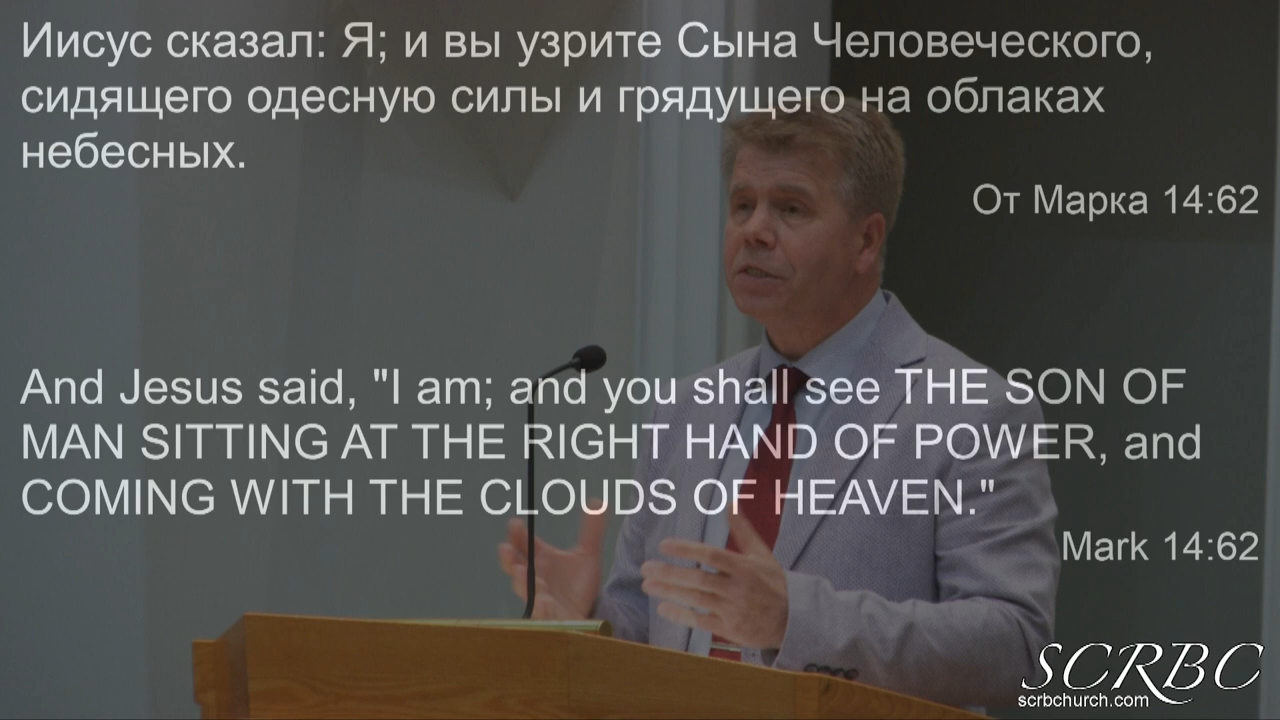 Иисус сказал: Я; и вы узрите Сына Человеческого,
сидящего одесную силы и грядущего на облаках
небесных.
От Марка 14:62
And Jesus said, "I am; and you shall see THE SON OF
MAN SITTING AT THE RIGHT HAND OF POWER, and
COMING WITH THE CLOUDS OF HEAVEN."
Mark 14:62
SCRBC
scrbchurch.com